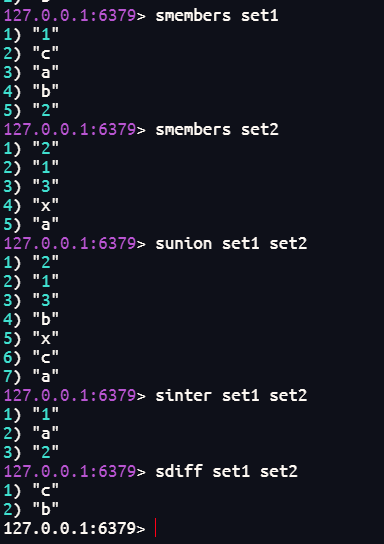 127.0.0.1:6379> smembers set1
1) "1"
2) "c"
3) "a"
4) "b"
5) "2"
127.0.0.1:6379> smembers set2
1) "2"
2) "1"
3) "3"
4) "x"
5) "a"
127.0.0.1:6379> sunion set1 set2
1) "2"
2) "1"
3) "3"
4) "b"
5) "x"
6) "c"
7) "a"
127.0.0.1:6379> sinter set1 set2
1) "1"
2) "a"
3) "2"
127.0.0.1:6379> sdiff set1 set2
1) "c"
2) "b"
127.0.0.1:6379>